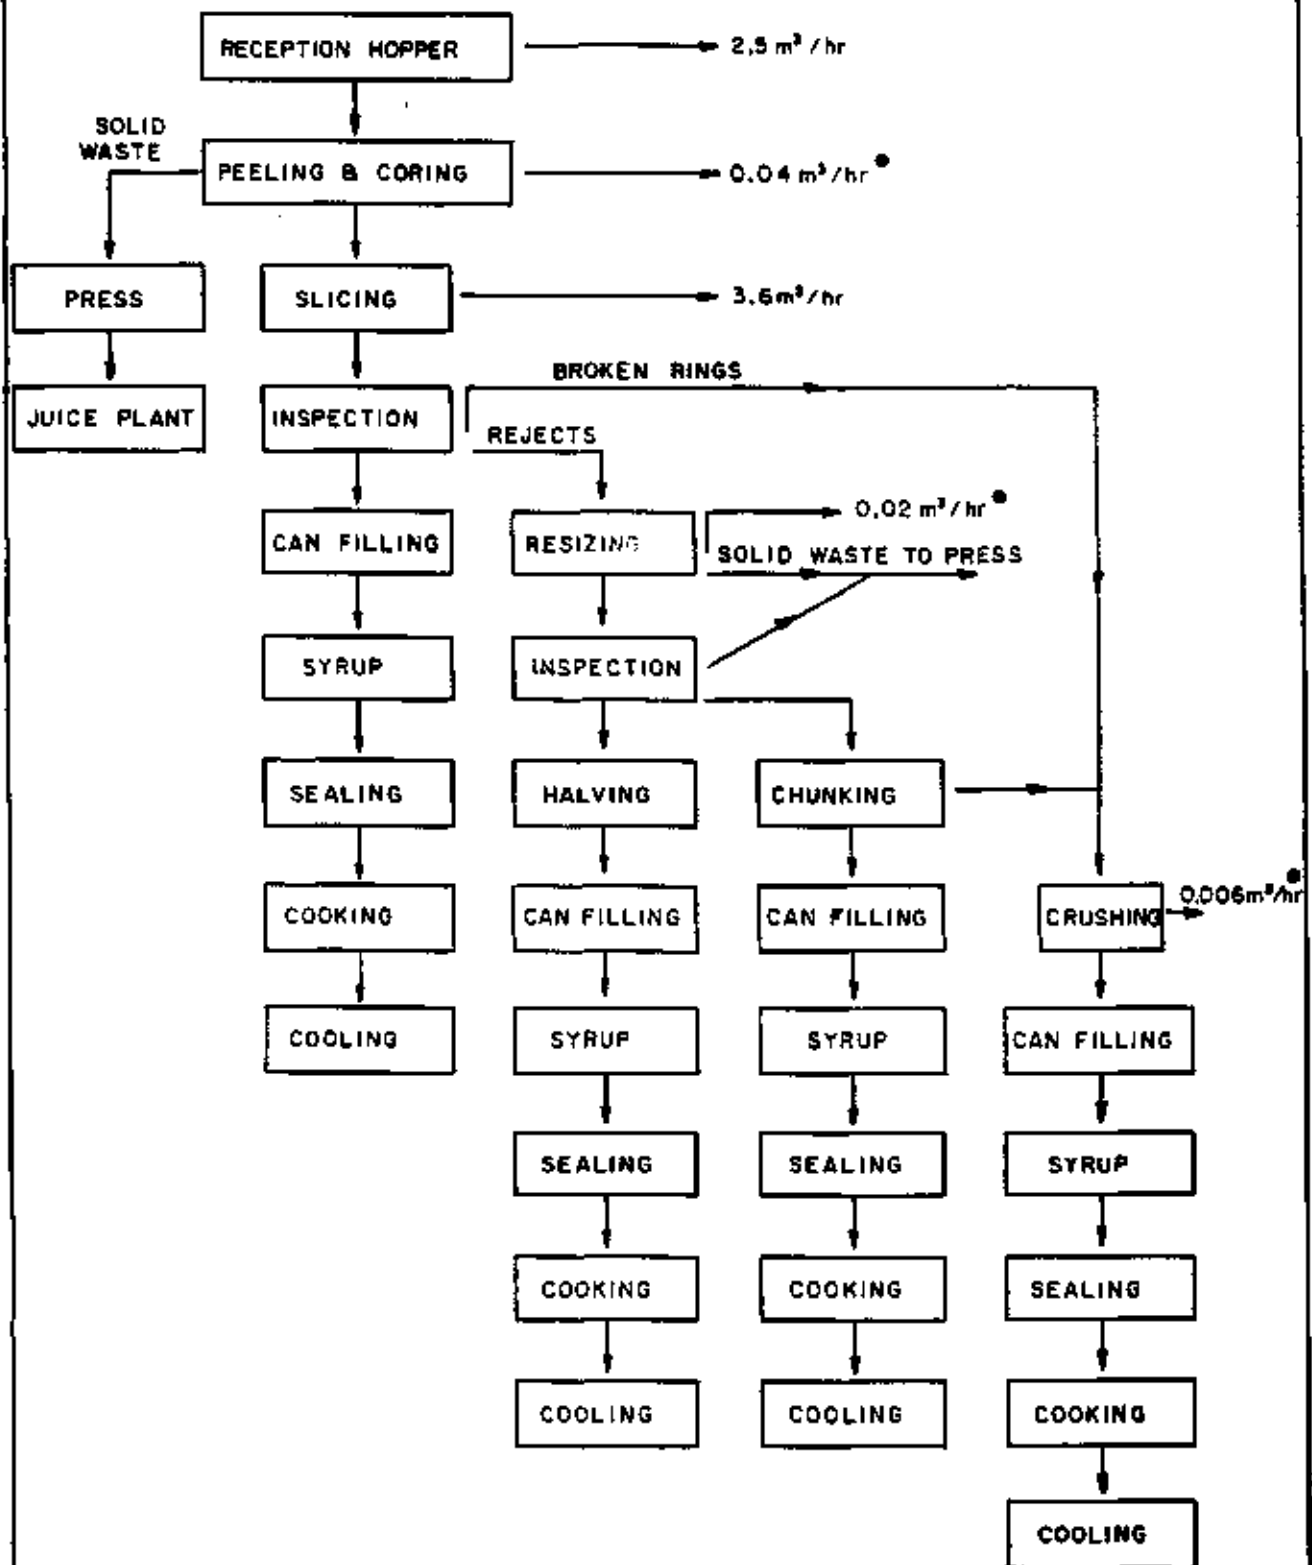 RECEPTION HOPPER
2.5 m³/hr
SOLID
WASTE
PEELING & CORING
0.04 m³/hr●
PRESS
SLICING
3.6 m³/hr
BROKEN RINGS
JUICE PLANT
INSPECTION
REJECTS
0.02 m³/hr●
CAN FILLING
RESIZING
SOLID WASTE TO PRESS
SYRUP
INSPECTION
SEALING
HALVING
CHUNKING
0.006m³/hr●
COOKING
CAN FILLING
CAN FILLING
CRUSHING
COOLING
SYRUP
SYRUP
CAN FILLING
SEALING
SEALING
SYRUP
COOKING
COOKING
SEALING
COOLING
COOLING
COOKING
COOLING